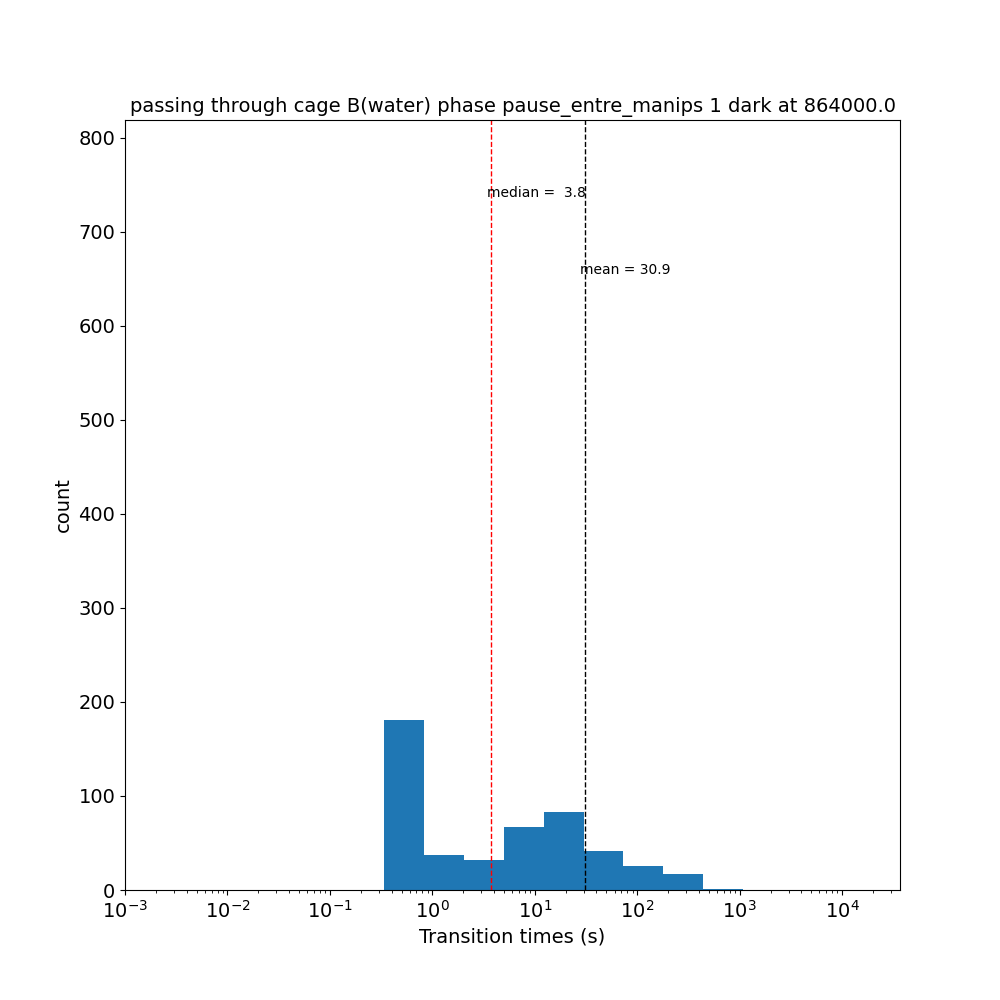 passing through cage B(water) phase pause_entre_manips 1 dark at 864000.0
800
median =  3.8
700
mean = 30.9
600
500
count
400
300
200
100
0
10⁻³ 10⁻² 10⁻¹ 10⁰ 10¹ 10² 10³ 10⁴
Transition times (s)